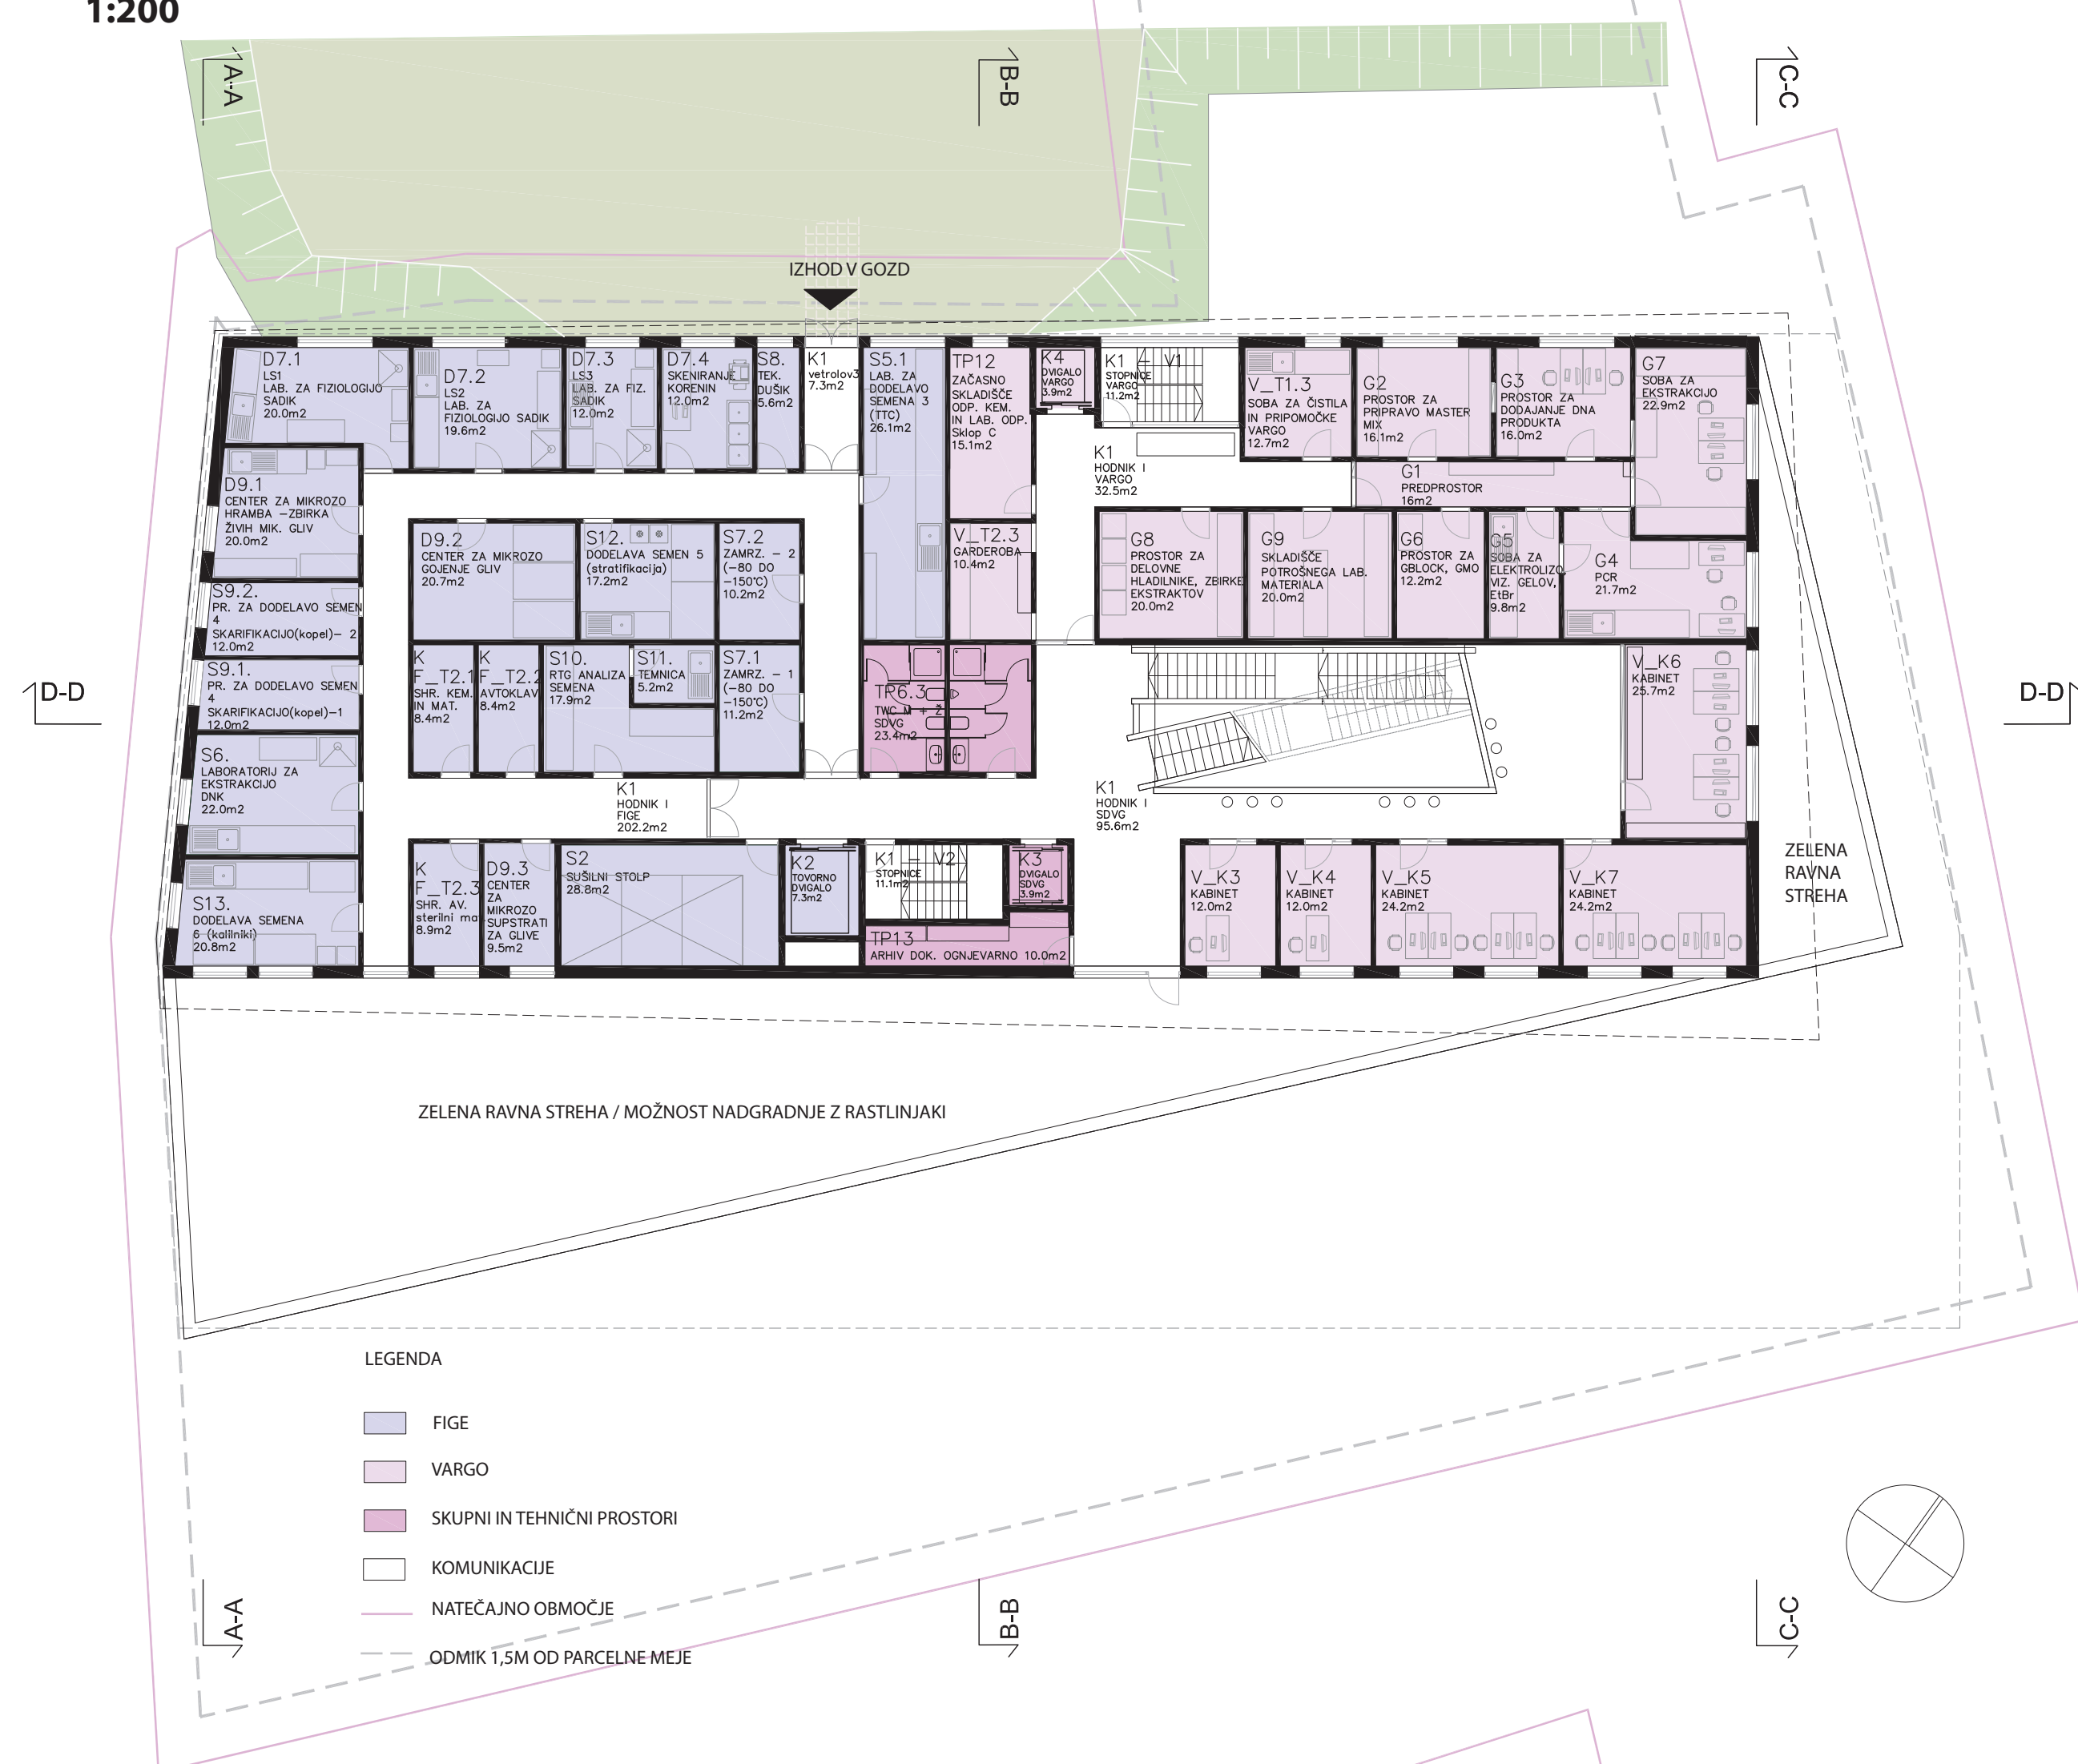 1:200
A-A
B-B
C-C
IZHOD V GOZD
D7.1
LS1
LAB. ZA FIZIOLOGIJO
SADIK
20.0m2
D7.2
LS2
LAB. ZA
FIZIOLOGIJO SADIK
19.6m2
D7.3
LS3
LAB. ZA FIZ.
SADIK
12.0m2
D7.4
SKENIRANJE
KORENIN
12.0m2
S8.
TEK.
DUŠIK
5.6m2
K1
vetrolov3
7.3m2
S5.1
LAB. ZA
DODELAVO
SEMENA 3
(TTC)
26.1m2
TP12
ZAČASNO
SKLADIŠČE
ODP. KEM.
IN LAB. ODP.
Sklop C
15.1m2
K4
DVIGALO
VARGO
3.9m2
K1 - V1
STOPNICE
VARGO
11.2m2
V_T1.3
SOBA ZA ČISTILA
IN PRIPOMOČKE
VARGO
12.7m2
G2
PROSTOR ZA
PRIPRAVO MASTER
MIX
16.1m2
G3
PROSTOR ZA
DODAJANJE DNA
PRODUKTA
16.0m2
G7
SOBA ZA
EKSTRAKCIJO
22.9m2
K1
HODNIK I
VARGO
32.5m2
G1
PREDPROSTOR
16m2
D9.1
CENTER ZA MIKROZO
HRAMBA -ZBIRKA
ŽIVIH MIK. GLIV
20.0m2
D9.2
CENTER ZA MIKROZO
GOJENJE GLIV
20.7m2
S12.
DODELAVA SEMEN 5
(stratifikacija)
17.2m2
S7.2
ZAMRZ. - 2
(-80 DO
-150°C)
10.2m2
V_T2.3
GARDEROBA
10.4m2
G8
PROSTOR ZA
DELOVNE
HLADILNIKE, ZBIRKE
EKSTRAKTOV
20.0m2
G9
SKLADIŠČE
POTROŠNEGA LAB.
MATERIALA
20.0m2
G6
PROSTOR ZA
GBLOCK, GMO
12.2m2
G5
SOBA ZA
ELEKTROLIZO,
VIZ. GELOV,
EtBr
9.8m2
G4
PCR
21.7m2
S9.2.
PR. ZA DODELAVO SEMEN
4
SKARIFIKACIJO(kopel)- 2
12.0m2
S9.1.
PR. ZA DODELAVO SEMEN
4
SKARIFIKACIJO(kopel)-1
12.0m2
K
F_T2.1
SHR. KEM.
IN MAT.
8.4m2
K
F_T2.2
AVTOKLAV
8.4m2
S10.
RTG ANALIZA
SEMENA
17.9m2
S11.
TEMNICA
5.2m2
S7.1
ZAMRZ. - 1
(-80 DO
-150°C)
11.2m2
TP6.3
TWC M + Ž
SDVG
23.4m2
V_K6
KABINET
25.7m2
D-D
D-D
S6.
LABORATORIJ ZA
EKSTRAKCIJO
DNK
22.0m2
K1
HODNIK I
FIGE
202.2m2
K1
HODNIK I
SDVG
95.6m2
S13.
DODELAVA SEMENA
6 (kalilniki)
20.8m2
K
F_T2.3
SHR. AV.
sterilni ma
8.9m2
D9.3
CENTER
ZA
MIKROZO
SUPSTRATI
ZA GLIVE
9.5m2
S2
SUŠILNI STOLP
28.8m2
K2
TOVORNO
DVIGALO
7.3m2
K1 - V2
STOPNICE
11.1m2
K3
DVIGALO
SDVG
3.9m2
TP13
ARHIV DOK. OGNJEVARNO 10.0m2
V_K3
KABINET
12.0m2
V_K4
KABINET
12.0m2
V_K5
KABINET
24.2m2
V_K7
KABINET
24.2m2
ZELENA
RAVNA
STREHA
ZELENA RAVNA STREHA / MOŽNOST NADGRADNJE Z RASTLINJAKI
LEGENDA
FIGE
VARGO
SKUPNI IN TEHNIČNI PROSTORI
KOMUNIKACIJE
NATEČAJNO OBMOČJE
ODMIK 1,5M OD PARCELNE MEJE
A-A
B-B
C-C